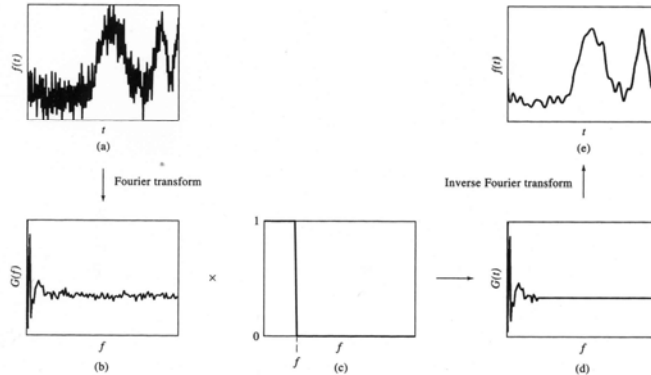 f(t)
t
(a)
Fourier transform
G(f)
f
(b)
×
1
0
f
f
(c)
f(t)
t
(e)
Inverse Fourier transform
G(t)
f
(d)